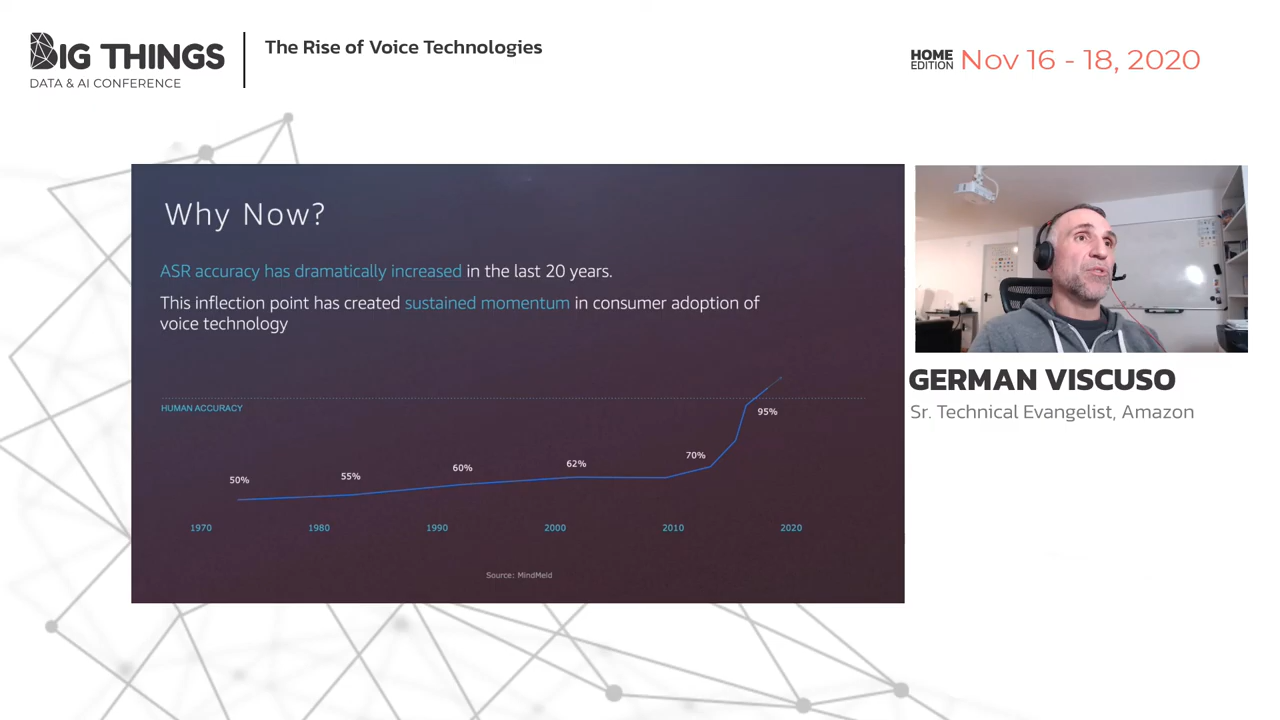 BIG THINGS
DATA & AI CONFERENCE
The Rise of Voice Technologies
HOME
EDITION
Nov 16 - 18, 2020
Why Now?
ASR accuracy has dramatically increased in the last 20 years.
This inflection point has created sustained momentum in consumer adoption of
voice technology
HUMAN ACCURACY
50%
55%
60%
62%
70%
95%
1970
1980
1990
2000
2010
2020
Source: MindMeld
GERMAN VISCUSO
Sr. Technical Evangelist, Amazon